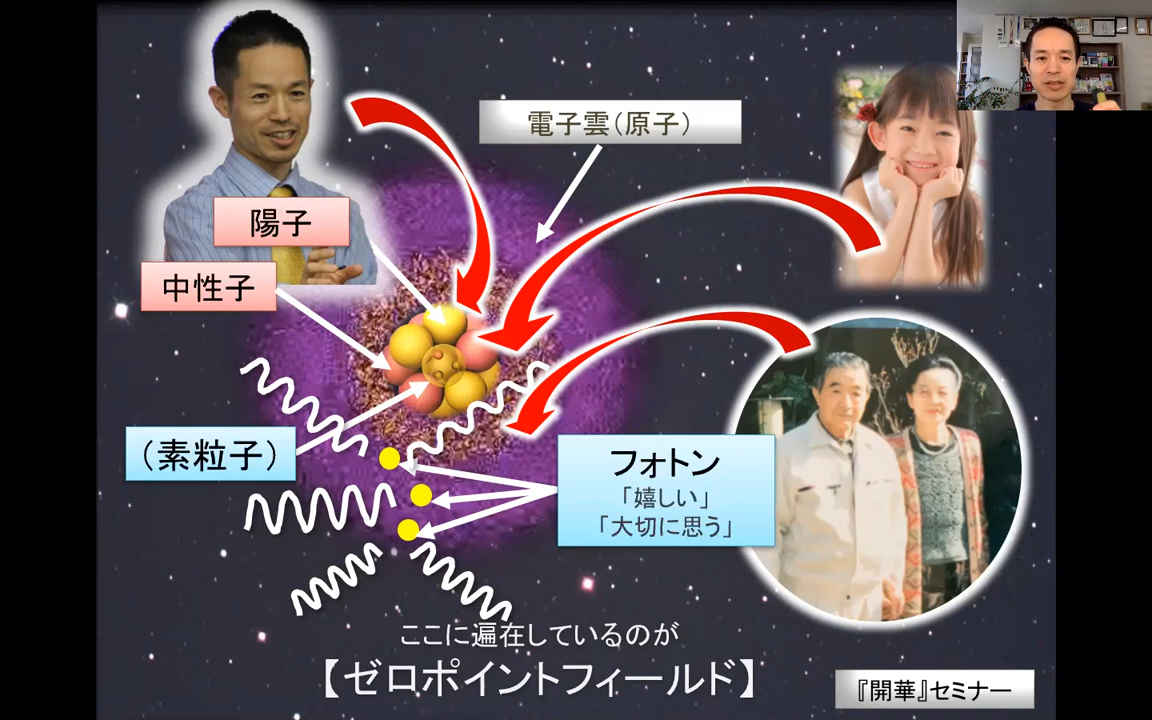 電子雲（原子）
陽子
中性子
（素粒子）
フォトン
「嬉しい」
「大切に思う」
ここに遍在しているのが
【ゼロポイントフィールド】
『開華』セミナー